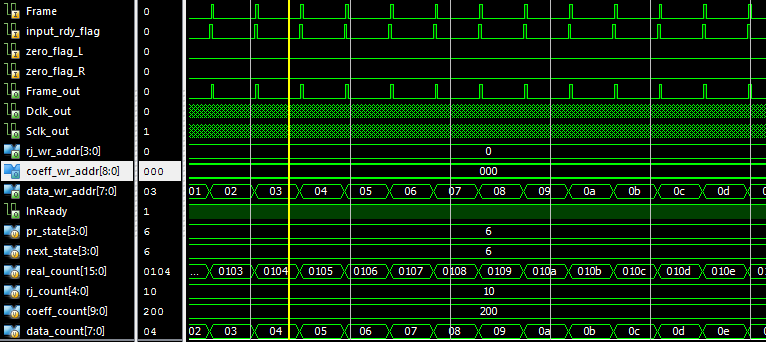 Frame 0
input_rdy_flag 0
zero_flag_L 0
zero_flag_R 0
Frame_out 0
Dclk_out 0
Sclk_out 1
rj_wr_addr[3:0] 0 0
coeff_wr_addr[8:0] 000 000
data_wr_addr[7:0] 03 01 02 03 04 05 06 07 08 09 0a 0b 0c 0d
InReady 1
pr_state[3:0] 6 6
next_state[3:0] 6 6
real_count[15:0] 0104 ... 0103 0104 0105 0106 0107 0108 0109 010a 010b 010c 010d 010e
rj_count[4:0] 10 10
coeff_count[9:0] 200 200
data_count[7:0] 04 02 03 04 05 06 07 08 09 0a 0b 0c 0d 0e